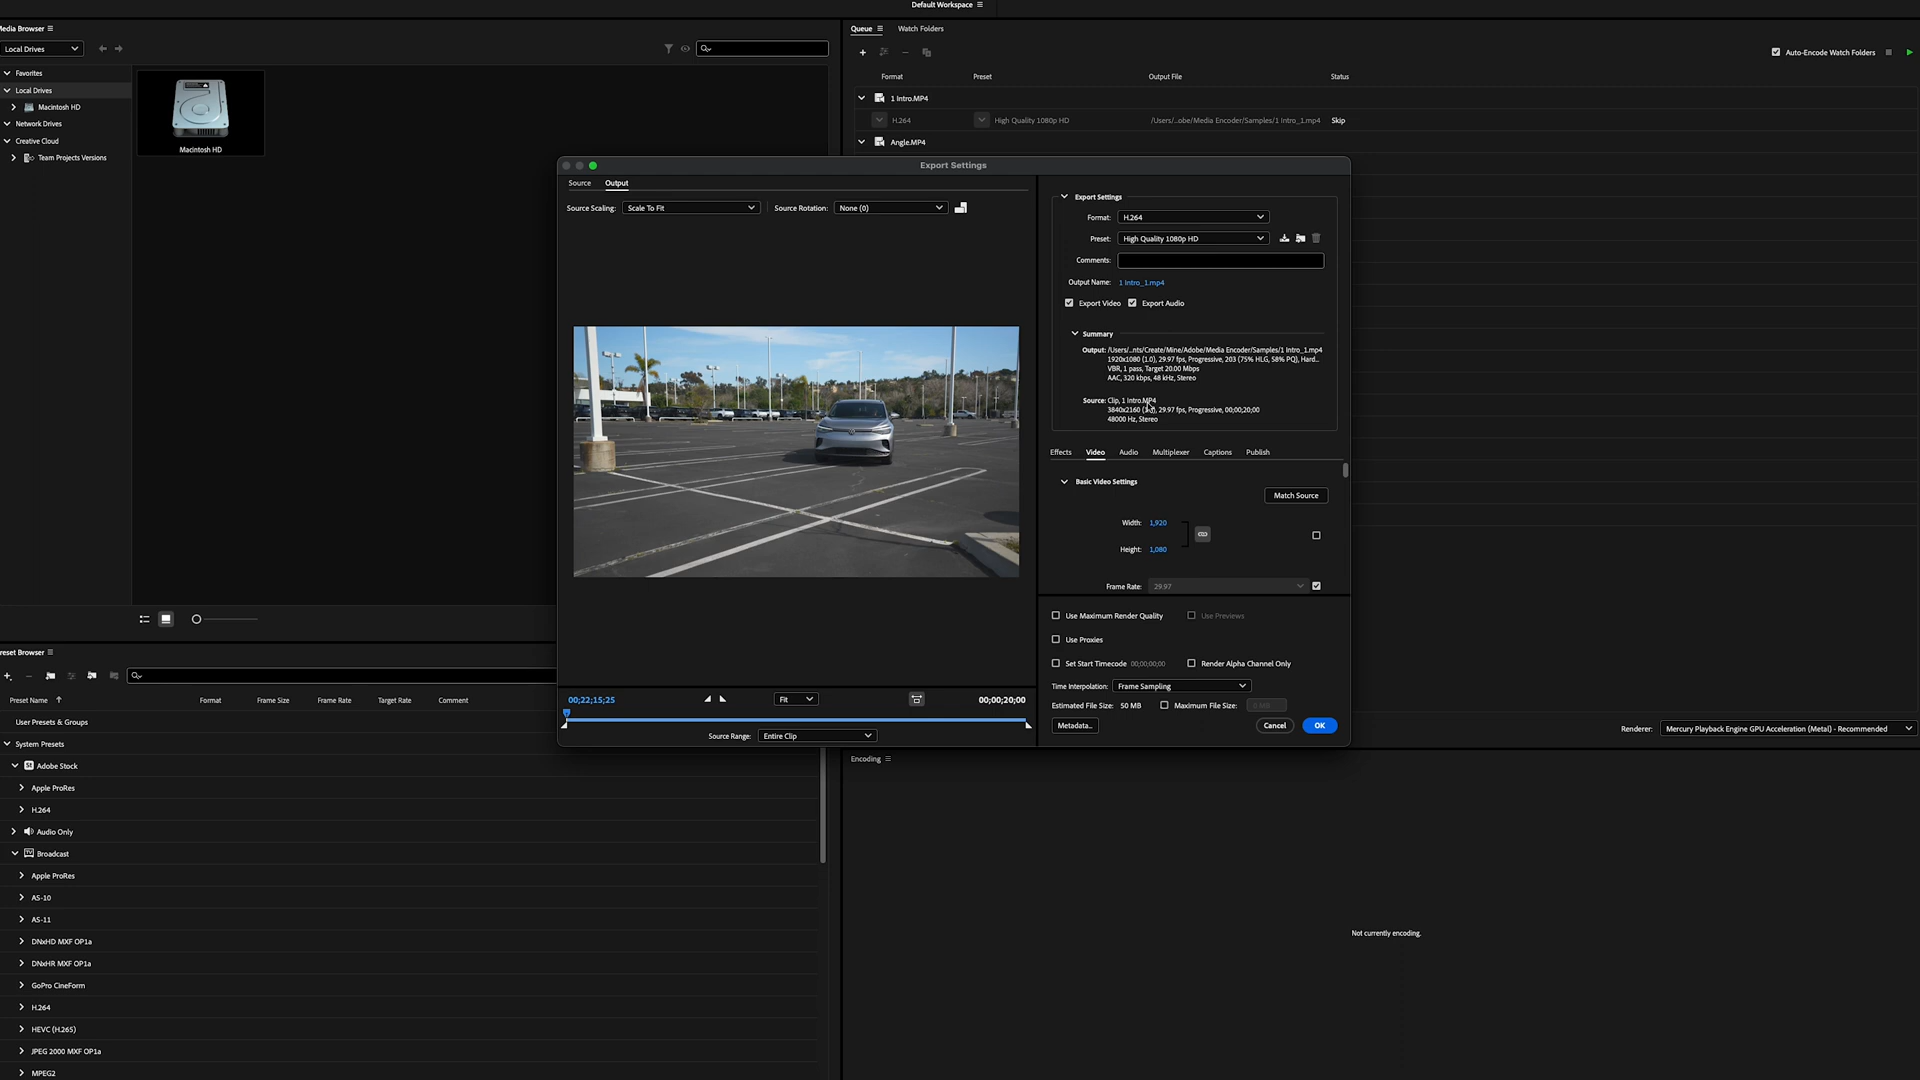 Default Workspace
Media Browser
Local Drives
Favorites
Local Drives
Macintosh HD
Network Drives
Creative Cloud
Team Projects Versions
Macintosh HD
Queue
Watch Folders
Auto-Encode Watch Folders
Format
Preset
Output File
Status
1 Intro.MP4
H.264
High Quality 1080p HD
/Users/...obe/Media Encoder/Samples/1 Intro_1.mp4
Skip
Angle.MP4
Export Settings
Source
Output
Source Scaling:
Scale To Fit
Source Rotation:
None (0)
Export Settings
Format:
H.264
Preset:
High Quality 1080p HD
Comments:
Output Name:
1 Intro_1.mp4
Export Video
Export Audio
Summary
Output: /Users/...nts/Create/Mine/Adobe/Media Encoder/Samples/1 Intro_1.mp4
1920x1080 (1.0), 29.97 fps, Progressive, 203 (75% HLG, 58% PQ), Hard...
VBR, 1 pass, Target 20.00 Mbps
AAC, 320 kbps, 48 kHz, Stereo
Source: Clip, 1 Intro.MP4
3840x2160 29.97 fps, Progressive, 00;00;20;00
48000 Hz, Stereo
Effects
Video
Audio
Multiplexer
Captions
Publish
Basic Video Settings
Match Source
Width:
1,920
Height:
1,080
Frame Rate:
29.97
Use Maximum Render Quality
Use Previews
Use Proxies
Set Start Timecode
00;00;00;00
Render Alpha Channel Only
Time Interpolation:
Frame Sampling
Estimated File Size:
50 MB
Maximum File Size:
0 MB
Metadata...
Cancel
OK
00;22;15;25
Fit
00;00;20;00
Source Range:
Entire Clip
Renderer:
Mercury Playback Engine GPU Acceleration (Metal) - Recommended
reset Browser
Preset Name
Format
Frame Size
Frame Rate
Target Rate
Comment
User Presets & Groups
System Presets
St
Adobe Stock
Apple ProRes
H.264
Audio Only
TV
Broadcast
Apple ProRes
AS-10
AS-11
DNxHD MXF OP1a
DNxHR MXF OP1a
GoPro CineForm
H.264
HEVC (H.265)
JPEG 2000 MXF OP1a
MPEG2
Encoding
Not currently encoding.